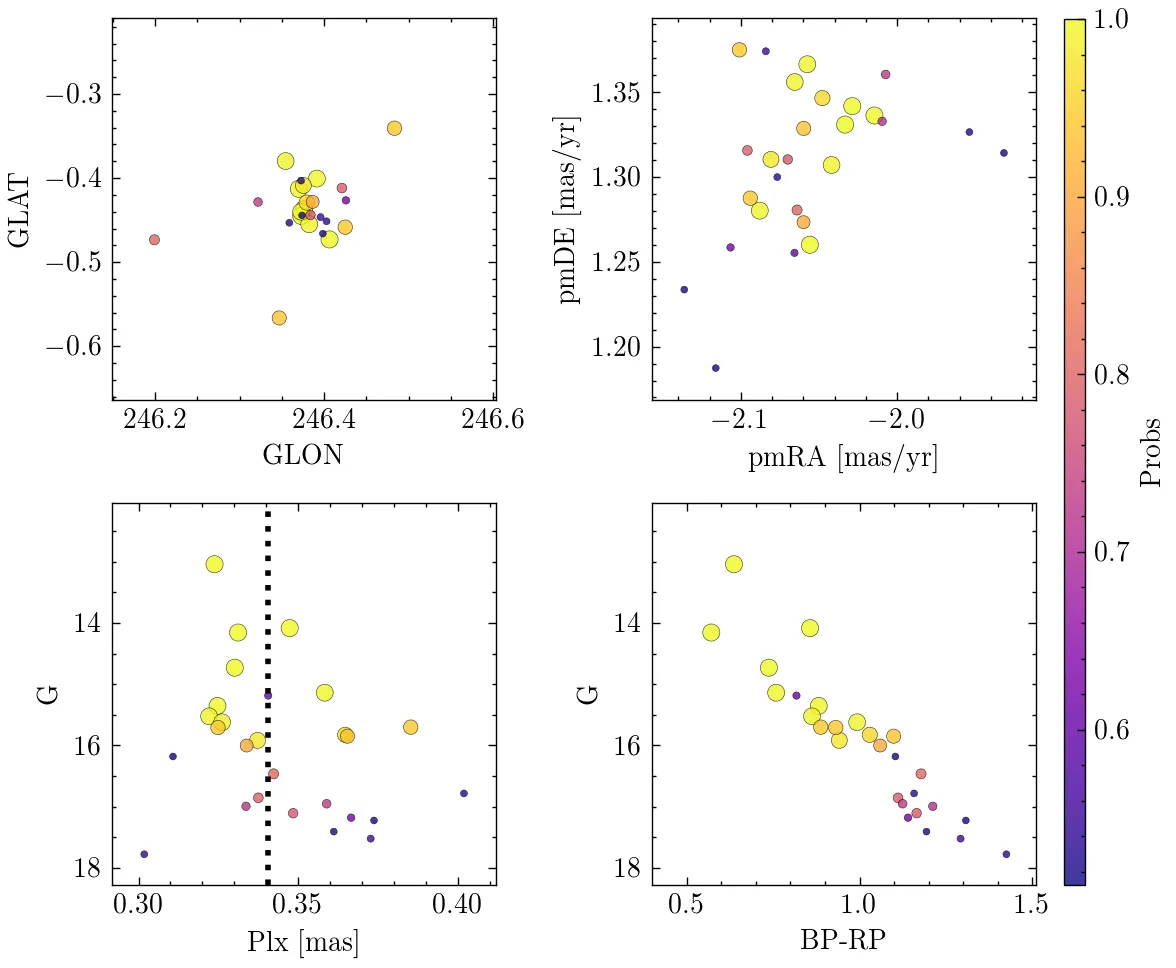 GLAT
−0.3
−0.4
−0.5
−0.6
246.2 246.4 246.6
GLON
pmDE [mas/yr]
1.35
1.30
1.25
1.20
−2.1 −2.0
pmRA [mas/yr]
G
14
16
18
0.30 0.35 0.40
Plx [mas]
G
14
16
18
0.5 1.0 1.5
BP-RP
1.0
0.9
0.8
0.7
0.6
Probs